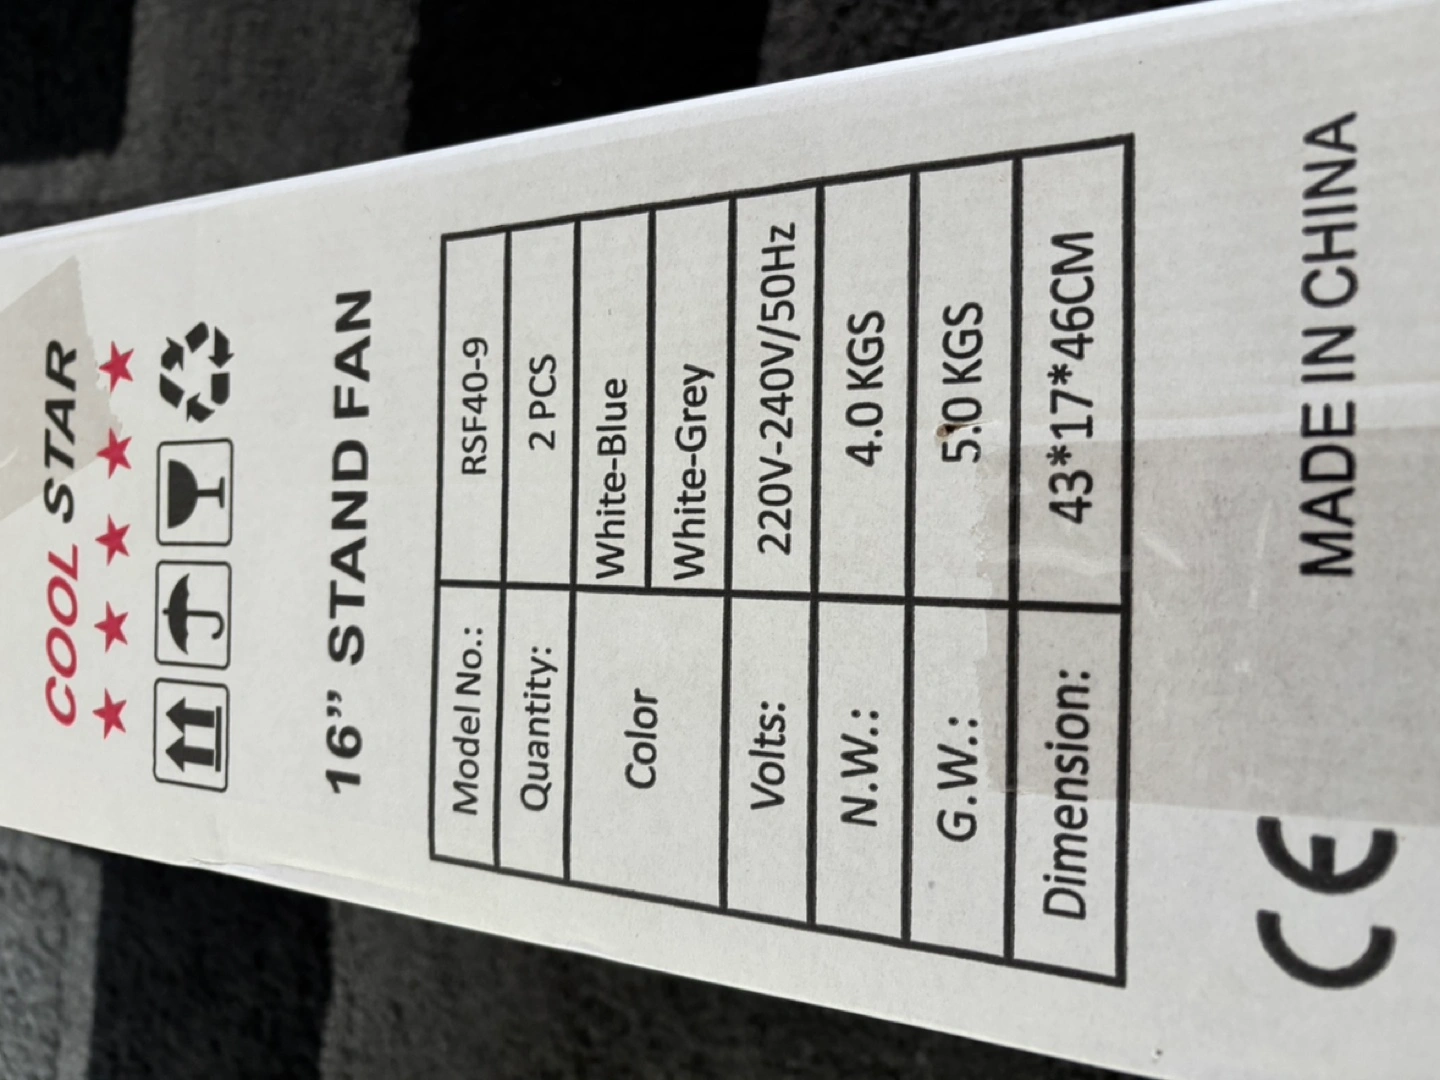 COOL STAR
16” STAND FAN
Model No.: RSF40-9
Quantity: 2 PCS
Color White-Blue
White-Grey
Volts: 220V-240V/50Hz
N.W.: 4.0 KGS
G.W.: 5.0 KGS
Dimension: 43*17*46CM
CE MADE IN CHINA